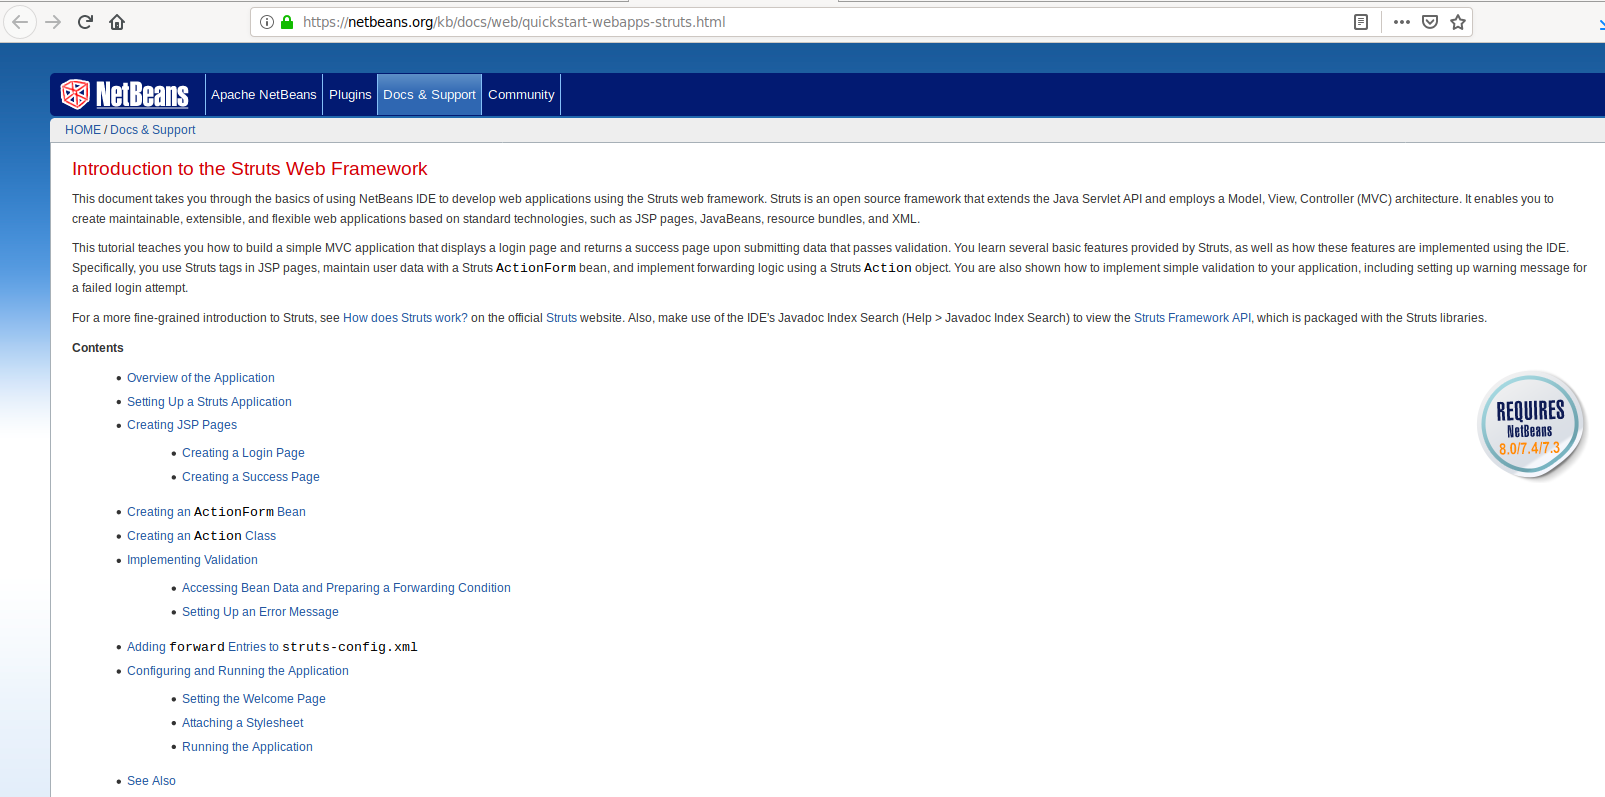 https://netbeans.org/kb/docs/web/quickstart-webapps-struts.html
NetBeans
Apache NetBeans
Plugins
Docs & Support
Community
HOME / Docs & Support
Introduction to the Struts Web Framework
This document takes you through the basics of using NetBeans IDE to develop web applications using the Struts web framework. Struts is an open source framework that extends the Java Servlet API and employs a Model, View, Controller (MVC) architecture. It enables you to
create maintainable, extensible, and flexible web applications based on standard technologies, such as JSP pages, JavaBeans, resource bundles, and XML.
This tutorial teaches you how to build a simple MVC application that displays a login page and returns a success page upon submitting data that passes validation. You learn several basic features provided by Struts, as well as how these features are implemented using the IDE.
Specifically, you use Struts tags in JSP pages, maintain user data with a Struts ActionForm bean, and implement forwarding logic using a Struts Action object. You are also shown how to implement simple validation to your application, including setting up warning message for
a failed login attempt.
For a more fine-grained introduction to Struts, see How does Struts work? on the official Struts website. Also, make use of the IDE's Javadoc Index Search (Help > Javadoc Index Search) to view the Struts Framework API, which is packaged with the Struts libraries.
Contents
Overview of the Application
Setting Up a Struts Application
Creating JSP Pages
Creating a Login Page
Creating a Success Page
Creating an ActionForm Bean
Creating an Action Class
Implementing Validation
Accessing Bean Data and Preparing a Forwarding Condition
Setting Up an Error Message
Adding forward Entries to struts-config.xml
Configuring and Running the Application
Setting the Welcome Page
Attaching a Stylesheet
Running the Application
See Also
REQUIRES
NetBeans
8.0/7.4/7.3